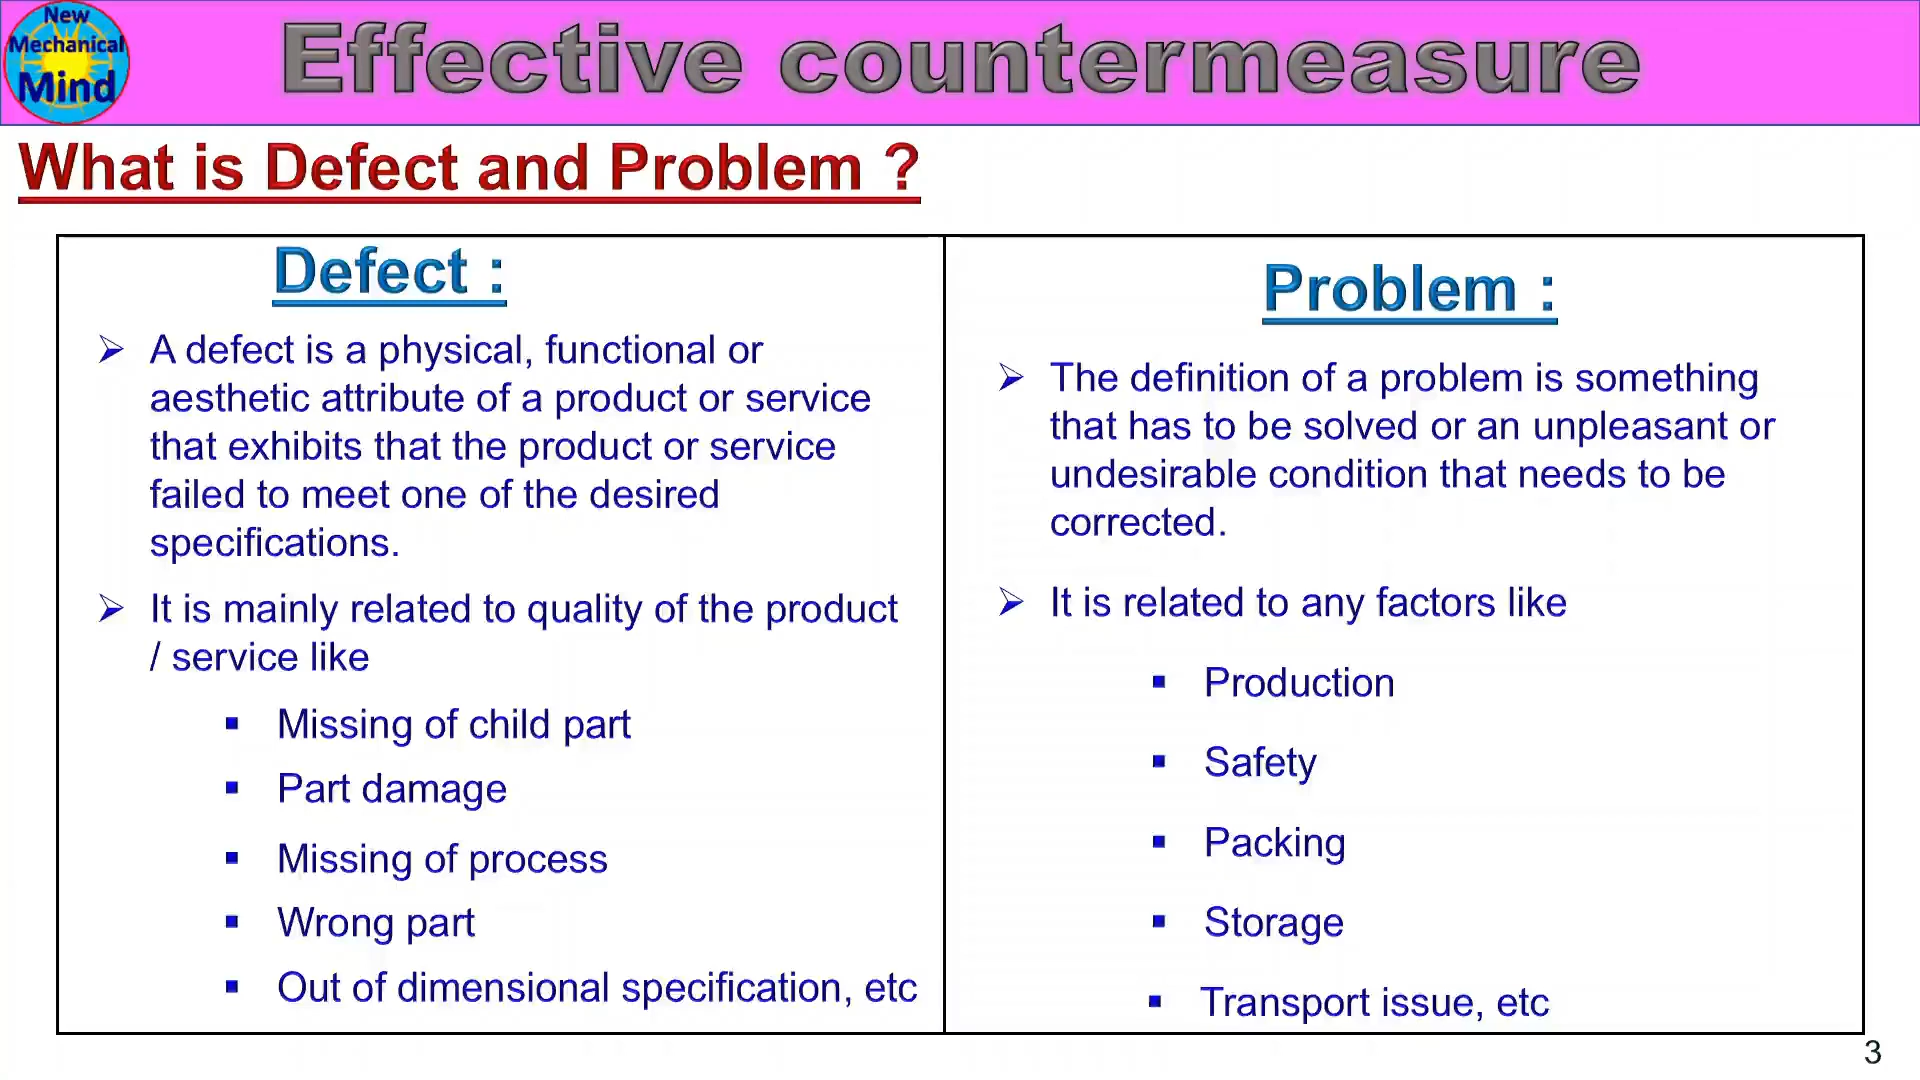 New
Mechanical
Mind
Effective countermeasure
What is Defect and Problem ?
Defect :
➢ A defect is a physical, functional or
aesthetic attribute of a product or service
that exhibits that the product or service
failed to meet one of the desired
specifications.
➢ It is mainly related to quality of the product
/ service like
▪ Missing of child part
▪ Part damage
▪ Missing of process
▪ Wrong part
▪ Out of dimensional specification, etc
Problem :
➢ The definition of a problem is something
that has to be solved or an unpleasant or
undesirable condition that needs to be
corrected.
➢ It is related to any factors like
▪ Production
▪ Safety
▪ Packing
▪ Storage
▪ Transport issue, etc
3